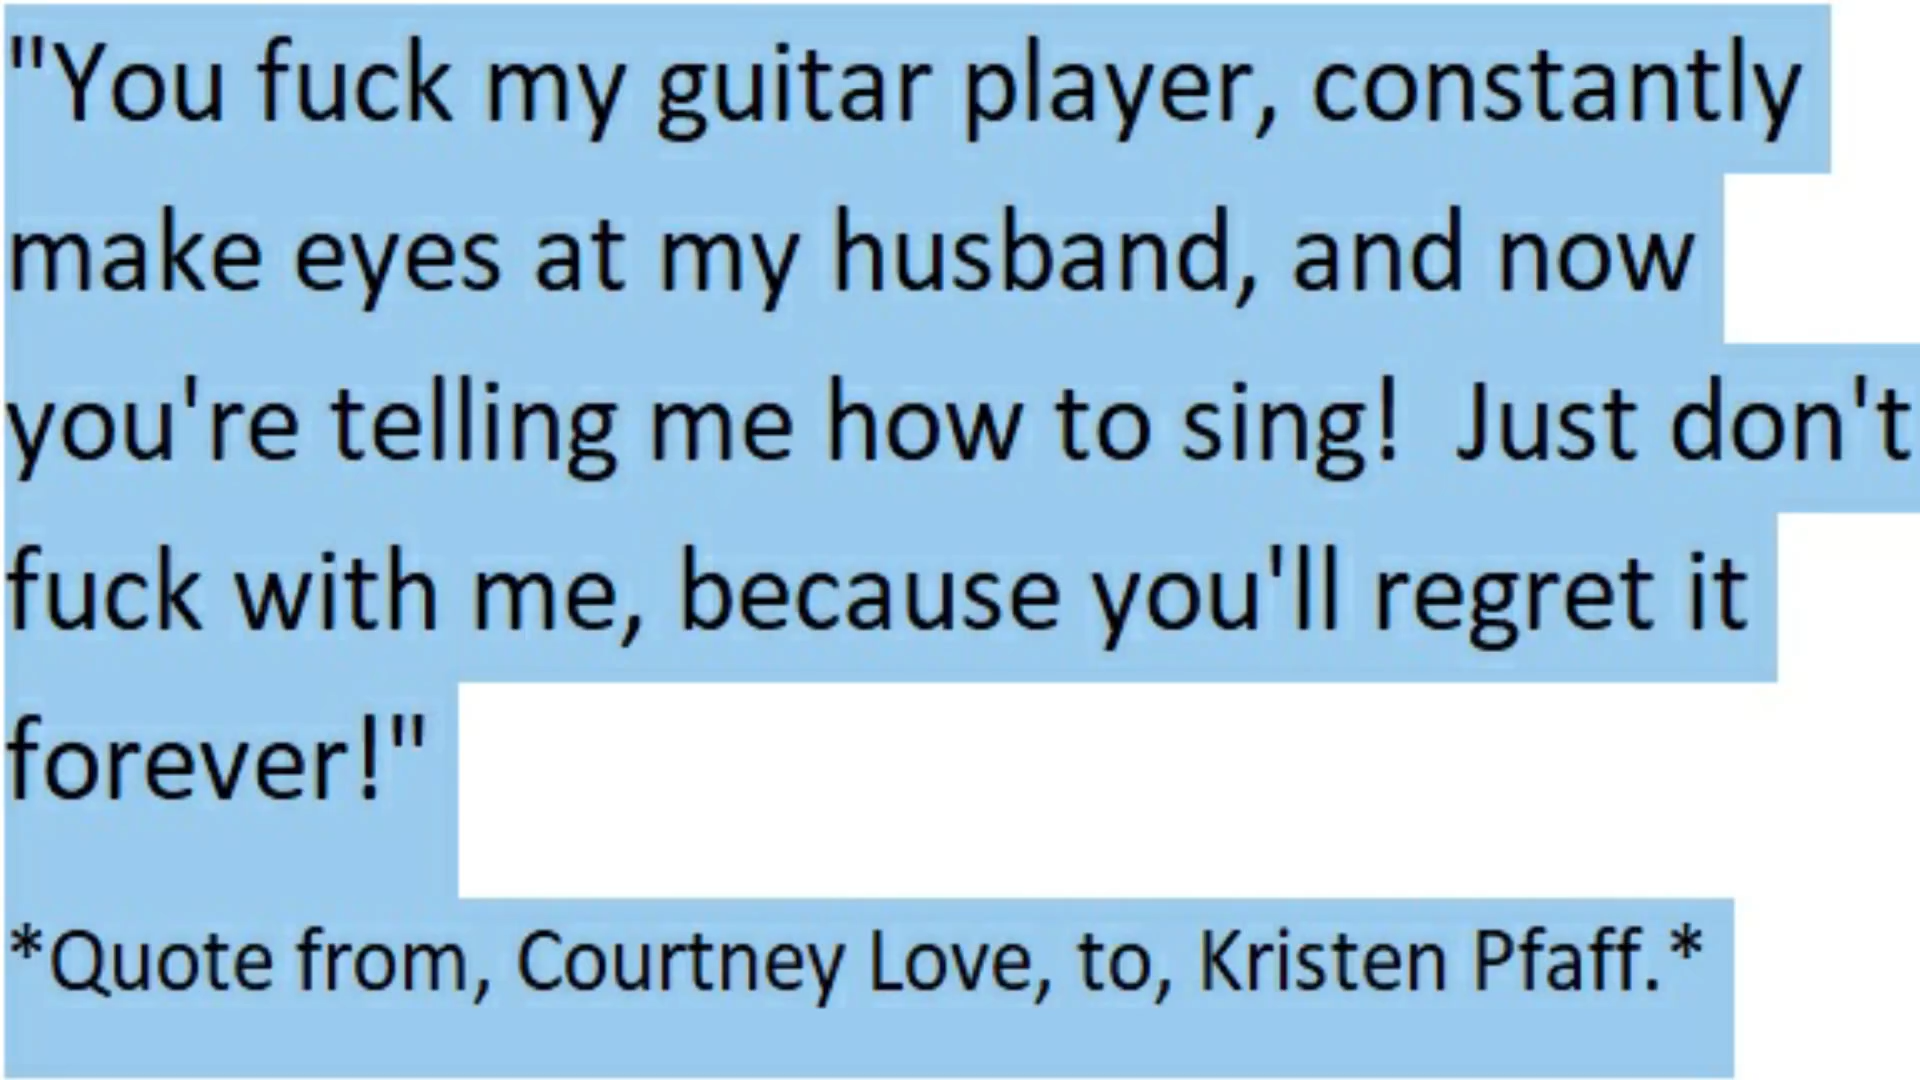 "You fuck my guitar player, constantly
make eyes at my husband, and now
you're telling me how to sing!  Just don't
fuck with me, because you'll regret it
forever!"
*Quote from, Courtney Love, to, Kristen Pfaff.*